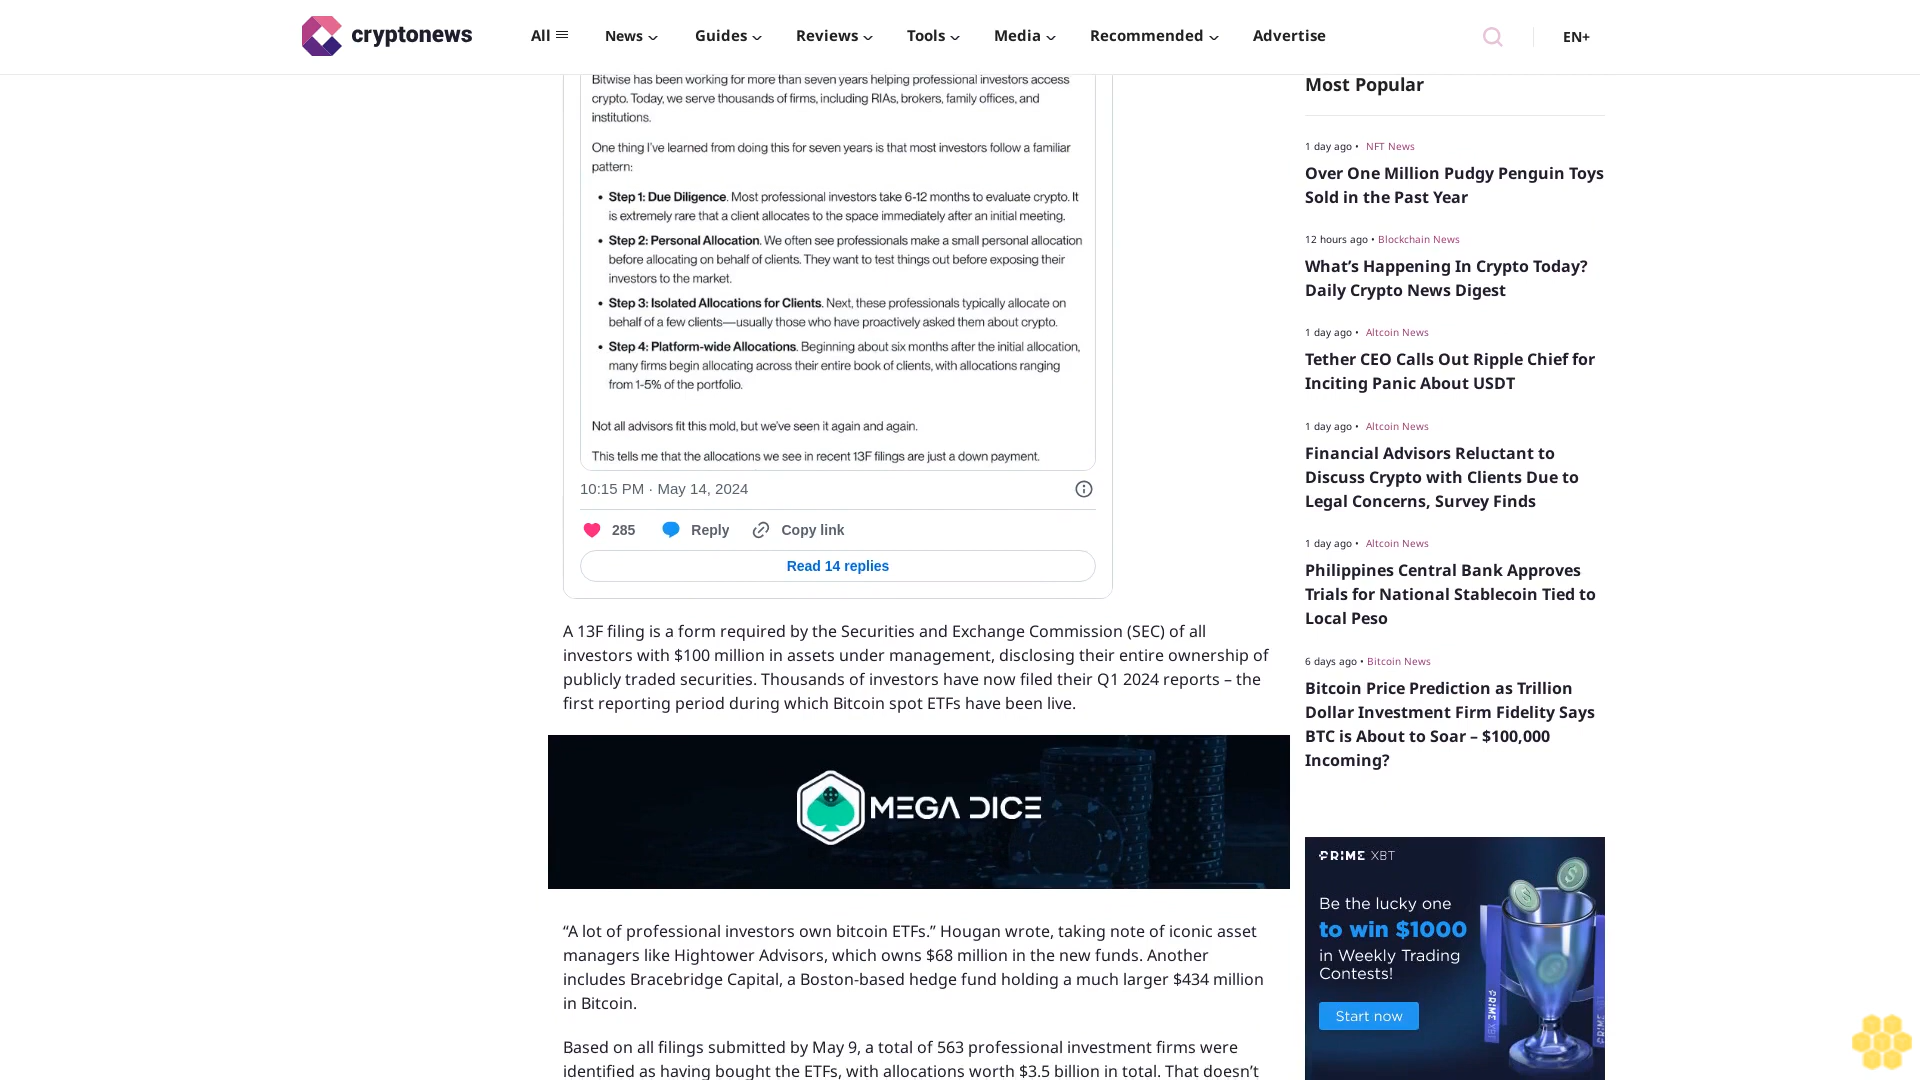 cryptonews
All
News
Guides
Reviews
Tools
Media
Recommended
Advertise
EN+
Bitwise has been working for more than seven years helping professional investors access
crypto. Today, we serve thousands of firms, including RIAs, brokers, family offices, and
institutions.
One thing I've learned from doing this for seven years is that most investors follow a familiar
pattern:
• Step 1: Due Diligence. Most professional investors take 6-12 months to evaluate crypto. It
is extremely rare that a client allocates to the space immediately after an initial meeting.
• Step 2: Personal Allocation. We often see professionals make a small personal allocation
before allocating on behalf of clients. They want to test things out before exposing their
investors to the market.
• Step 3: Isolated Allocations for Clients. Next, these professionals typically allocate on
behalf of a few clients—usually those who have proactively asked them about crypto.
• Step 4: Platform-wide Allocations. Beginning about six months after the initial allocation,
many firms begin allocating across their entire book of clients, with allocations ranging
from 1-5% of the portfolio.
Not all advisors fit this mold, but we've seen it again and again.
This tells me that the allocations we see in recent 13F filings are just a down payment.
10:15 PM · May 14, 2024
285
Reply
Copy link
Read 14 replies
A 13F filing is a form required by the Securities and Exchange Commission (SEC) of all
investors with $100 million in assets under management, disclosing their entire ownership of
publicly traded securities. Thousands of investors have now filed their Q1 2024 reports – the
first reporting period during which Bitcoin spot ETFs have been live.
MEGA DICE
“A lot of professional investors own bitcoin ETFs.” Hougan wrote, taking note of iconic asset
managers like Hightower Advisors, which owns $68 million in the new funds. Another
includes Bracebridge Capital, a Boston-based hedge fund holding a much larger $434 million
in Bitcoin.
Based on all filings submitted by May 9, a total of 563 professional investment firms were
identified as having bought the ETFs, with allocations worth $3.5 billion in total. That doesn’t
Most Popular
1 day ago • NFT News
Over One Million Pudgy Penguin Toys
Sold in the Past Year
12 hours ago • Blockchain News
What’s Happening In Crypto Today?
Daily Crypto News Digest
1 day ago • Altcoin News
Tether CEO Calls Out Ripple Chief for
Inciting Panic About USDT
1 day ago • Altcoin News
Financial Advisors Reluctant to
Discuss Crypto with Clients Due to
Legal Concerns, Survey Finds
1 day ago • Altcoin News
Philippines Central Bank Approves
Trials for National Stablecoin Tied to
Local Peso
6 days ago • Bitcoin News
Bitcoin Price Prediction as Trillion
Dollar Investment Firm Fidelity Says
BTC is About to Soar – $100,000
Incoming?
PRIME XBT
Be the lucky one
to win $1000
in Weekly Trading
Contests!
Start now
PRIME XBT
PRIME